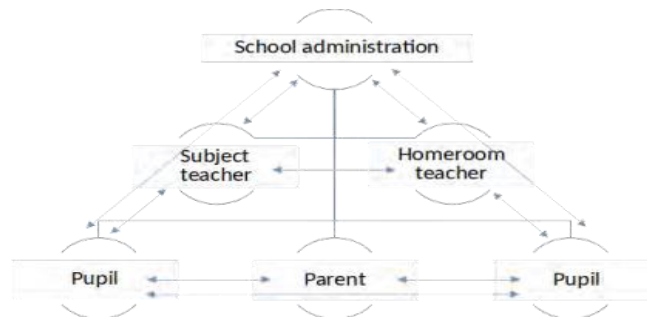 School administration
Subject
teacher
Homeroom
teacher
Pupil
Parent
Pupil